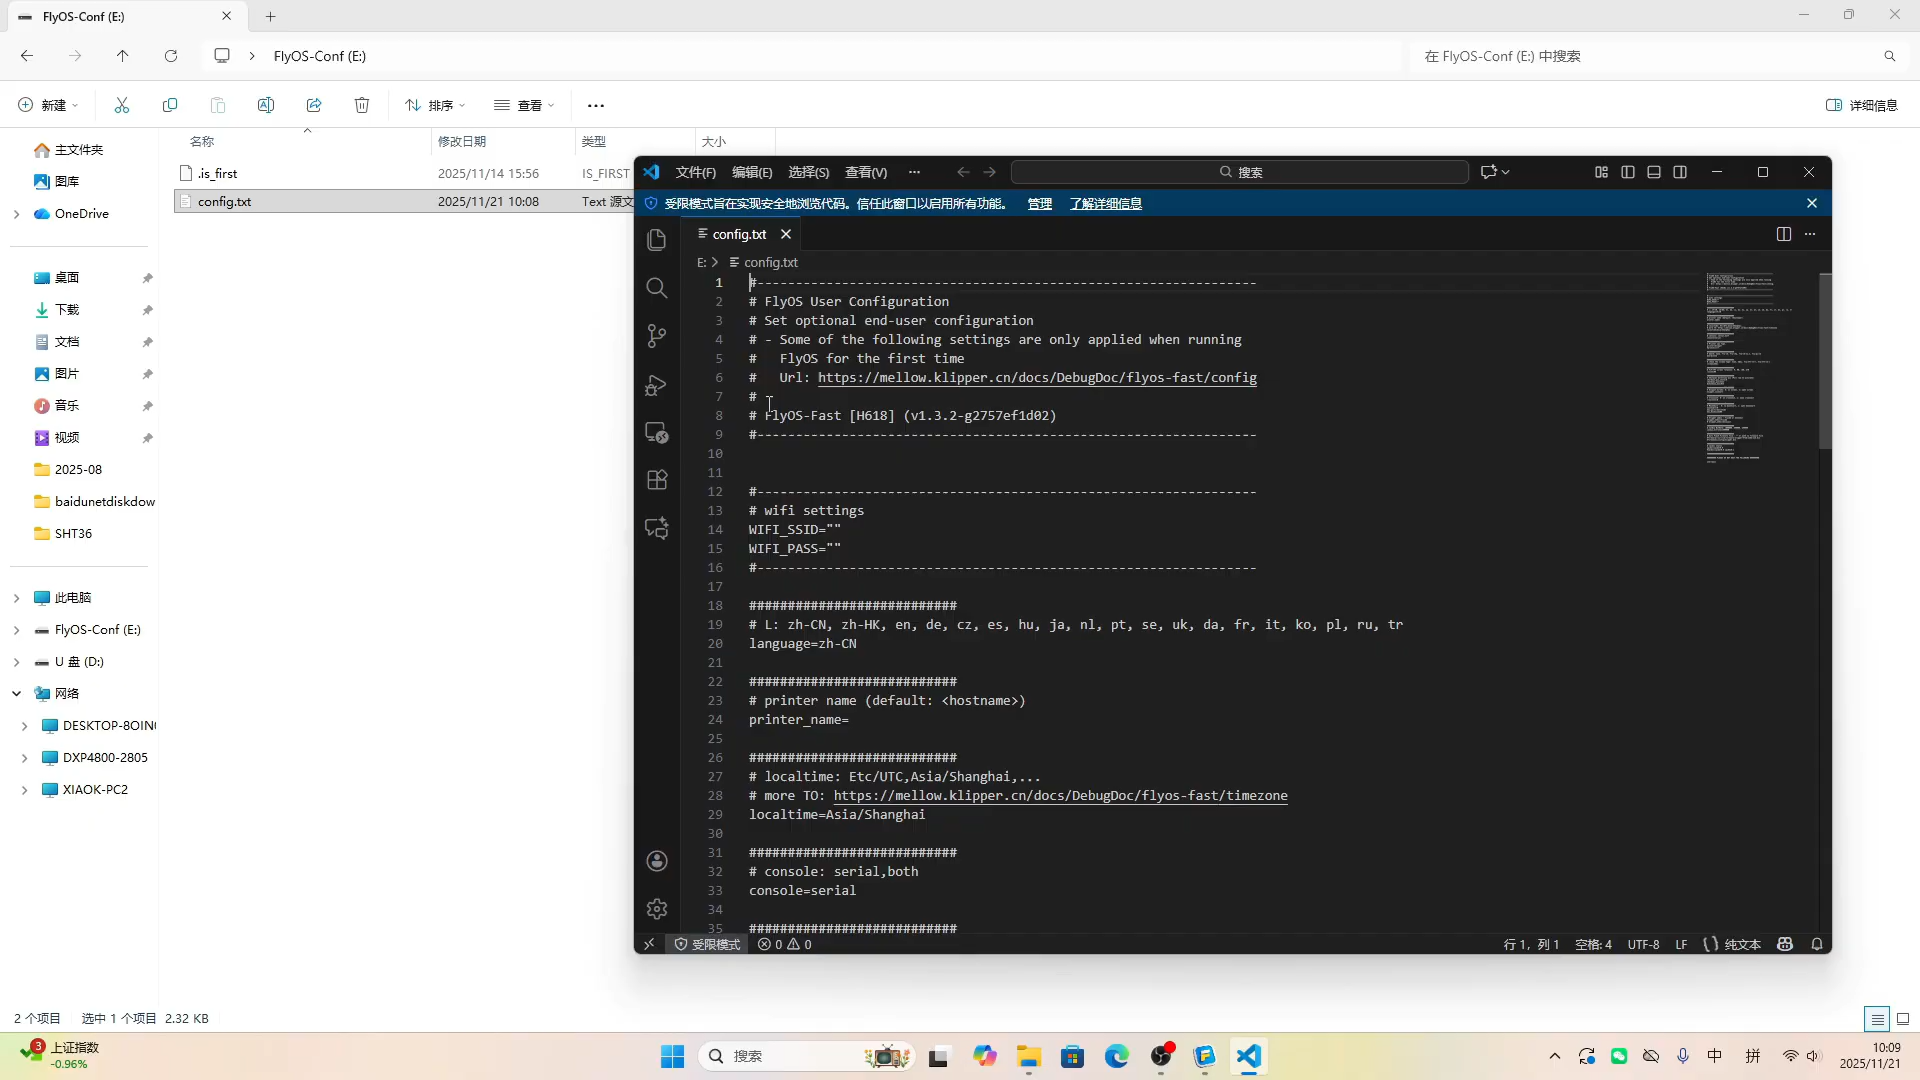 FlyOS-Conf (E:)
FlyOS-Conf (E:)
在 FlyOS-Conf (E:) 中搜索
新建
排序
查看
详细信息
名称
修改日期
类型
大小
主文件夹
图库
OneDrive
桌面
下载
文档
图片
音乐
视频
2025-08
baidunetdiskdow
SHT36
此电脑
FlyOS-Conf (E:)
U 盘 (D:)
网络
DESKTOP-8OIN
DXP4800-2805
XIAOK-PC2
.is_first
2025/11/14 15:56
IS_FIRST
config.txt
2025/11/21 10:08
Text 源文
文件(F)
编辑(E)
选择(S)
查看(V)
搜索
受限模式旨在实现安全地浏览代码。信任此窗口以启用所有功能。 管理 了解详细信息
config.txt
E: > config.txt
1 #-----------------------------------------------------------------
2 # FlyOS User Configuration
3 # Set optional end-user configuration
4 # - Some of the following settings are only applied when running
5 #   FlyOS for the first time
6 #   Url: https://mellow.klipper.cn/docs/DebugDoc/flyos-fast/config
7 #
8 # FlyOS-Fast [H618] (v1.3.2-g2757ef1d02)
9 #-----------------------------------------------------------------
10
11
12 #-----------------------------------------------------------------
13 # wifi settings
14 WIFI_SSID=""
15 WIFI_PASS=""
16 #-----------------------------------------------------------------
17
18 ###########################
19 # L: zh-CN, zh-HK, en, de, cz, es, hu, ja, nl, pt, se, uk, da, fr, it, ko, pl, ru, tr
20 language=zh-CN
21
22 ###########################
23 # printer name (default: <hostname>)
24 printer_name=
25
26 ###########################
27 # localtime: Etc/UTC,Asia/Shanghai,...
28 # more TO: https://mellow.klipper.cn/docs/DebugDoc/flyos-fast/timezone
29 localtime=Asia/Shanghai
30
31 ###########################
32 # console: serial,both
33 console=serial
34
35 ###########################
受限模式
0 0
行 1，列 1
空格: 4
UTF-8
LF
纯文本
2 个项目
选中 1 个项目 2.32 KB
3
上证指数
-0.96%
搜索
中
拼
10:09
2025/11/21